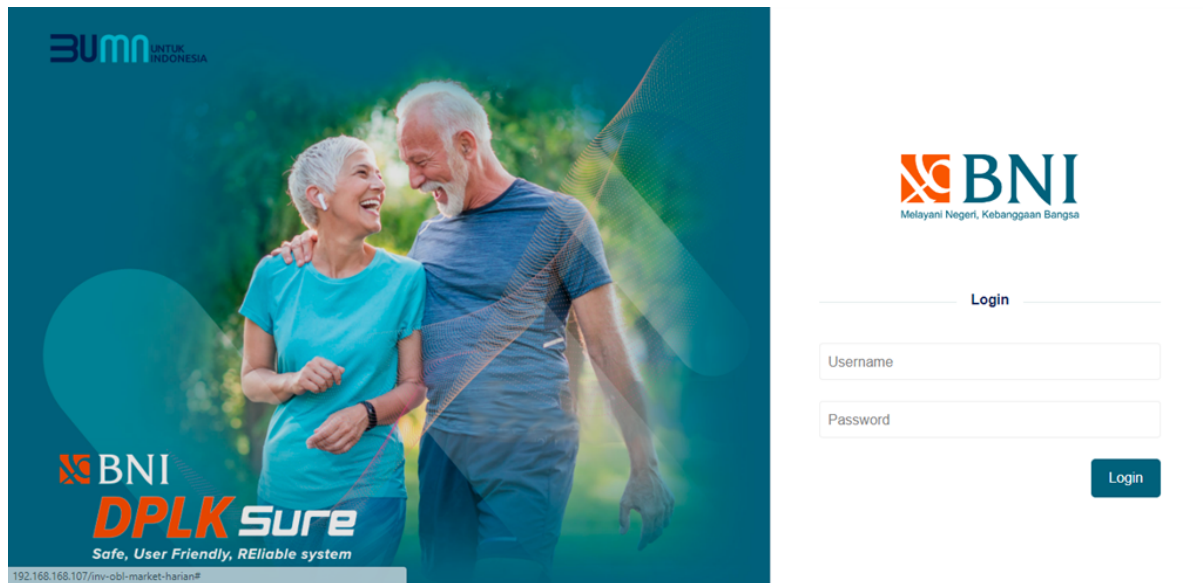 BUMN UNTUK
INDONESIA
BNI
DPLK Sure
Safe, User Friendly, REliable system
192.168.168.107/inv-obl-market-harian#
BNI
Melayani Negeri, Kebanggaan Bangsa
Login
Username
Password
Login